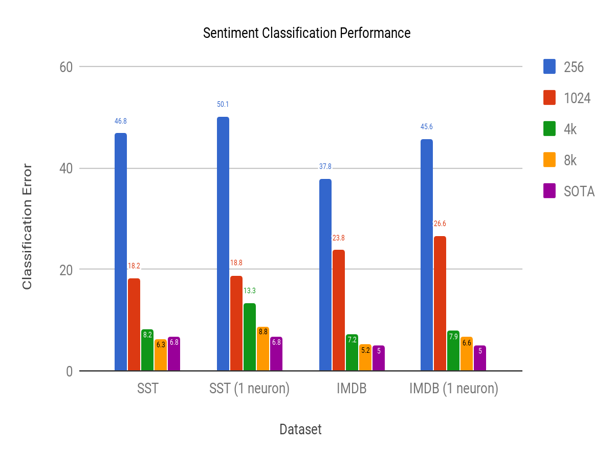 Sentiment Classification Performance
60
40
20
0
Classification Error
46.8
18.2
8.2
6.3
6.8
50.1
18.8
13.3
8.8
6.8
37.8
23.8
7.2
5.2
5
45.6
26.6
7.9
6.6
5
SST
SST (1 neuron)
IMDB
IMDB (1 neuron)
Dataset
256
1024
4k
8k
SOTA